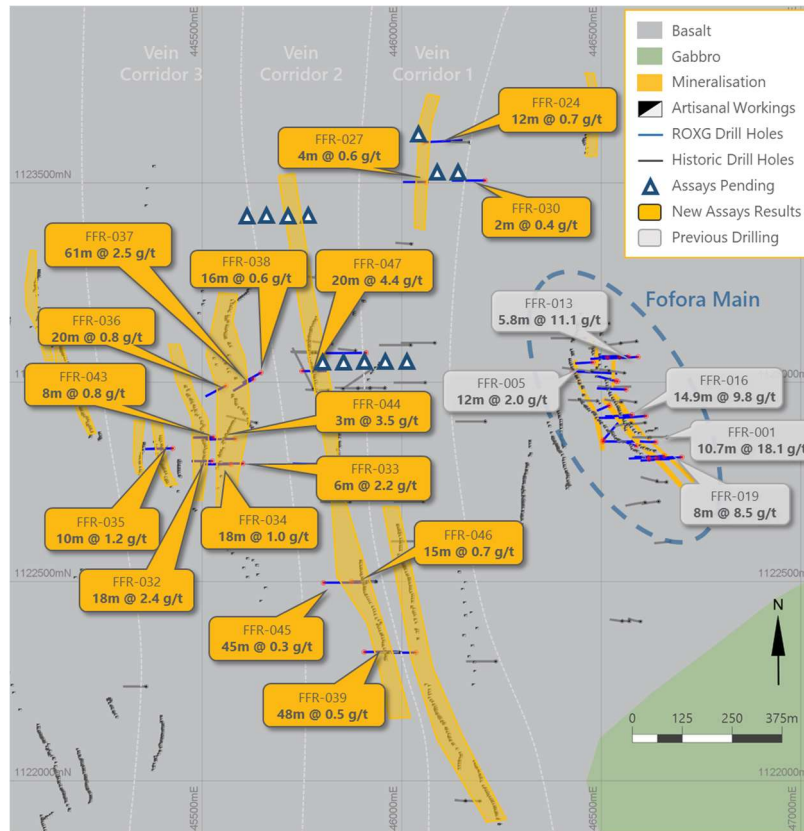 445500mE
446000mE
446500mE
Vein
Corridor 3
Vein
Corridor 2
Vein
Corridor 1
Basalt
Gabbro
Mineralisation
Artisanal Workings
ROXG Drill Holes
Historic Drill Holes
Assays Pending
New Assays Results
Previous Drilling
FFR-024
12m @ 0.7 g/t
FFR-027
4m @ 0.6 g/t
1123500mN
FFR-030
2m @ 0.4 g/t
FFR-037
61m @ 2.5 g/t
FFR-038
16m @ 0.6 g/t
FFR-047
20m @ 4.4 g/t
Fofora Main
FFR-013
5.8m @ 11.1 g/t
FFR-036
20m @ 0.8 g/t
FFR-043
8m @ 0.8 g/t
FFR-005
12m @ 2.0 g/t
FFR-016
14.9m @ 9.8 g/t
FFR-044
3m @ 3.5 g/t
FFR-001
10.7m @ 18.1 g/t
FFR-033
6m @ 2.2 g/t
FFR-019
8m @ 8.5 g/t
FFR-035
10m @ 1.2 g/t
FFR-034
18m @ 1.0 g/t
FFR-032
18m @ 2.4 g/t
FFR-046
15m @ 0.7 g/t
1122500mN
1122500mN
FFR-045
45m @ 0.3 g/t
N
FFR-039
48m @ 0.5 g/t
0 125 250 375m
1122000mN
1122000mN
445500mE
446000mE
446500mE
447000mE